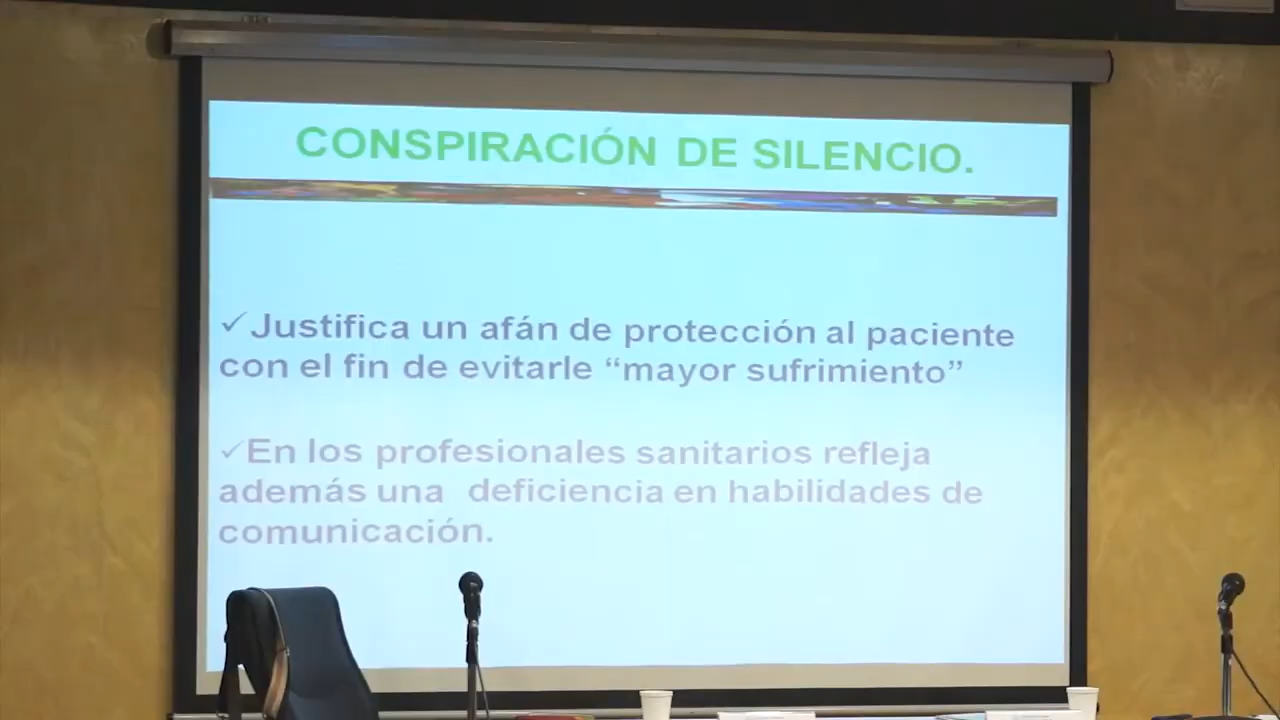 CONSPIRACIÓN DE SILENCIO.
✓Justifica un afán de protección al paciente
con el fin de evitarle “mayor sufrimiento”
✓En los profesionales sanitarios refleja
además una deficiencia en habilidades de
comunicación.